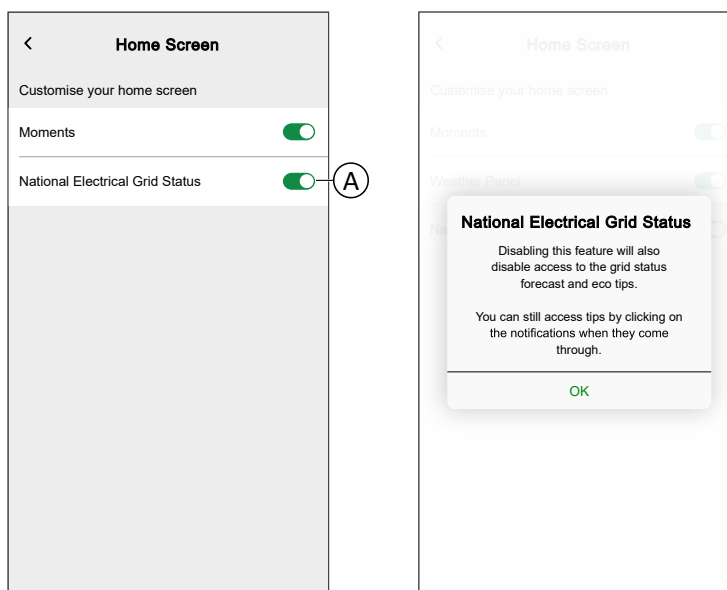 Home Screen
Customise your home screen
Moments
National Electrical Grid Status
A
Home Screen
Customise your home screen
Moments
Weather Panel
Na
National Electrical Grid Status
Disabling this feature will also
disable access to the grid status
forecast and eco tips.
You can still access tips by clicking on
the notifications when they come
through.
OK